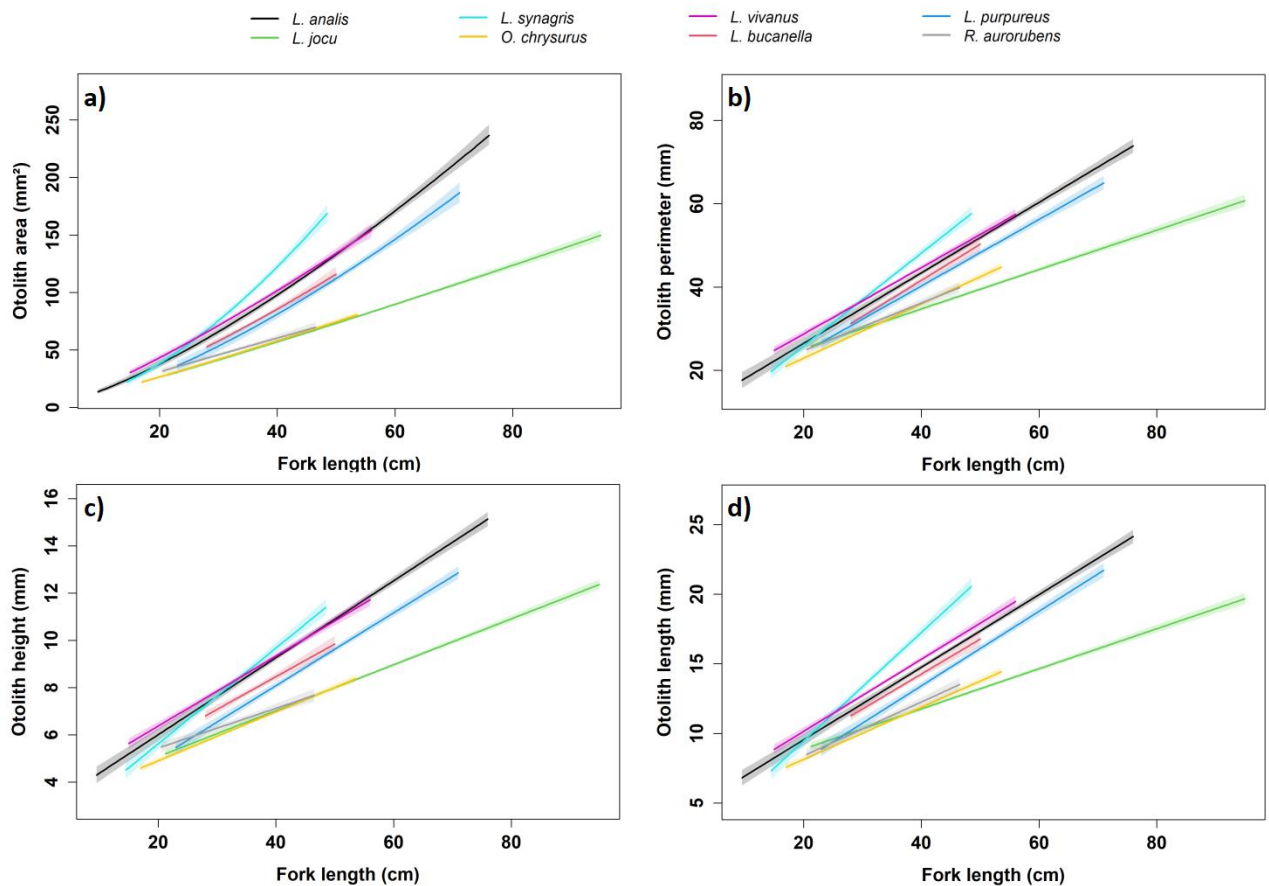 L. analis
L. jocu
L. synagris
O. chrysurus
L. vivanus
L. bucanella
L. purpureus
R. aurorubens
a)
Otolith area (mm²)
0
50
100
150
200
250
20 40 60 80
Fork length (cm)
b)
Otolith perimeter (mm)
20
40
60
80
20 40 60 80
Fork length (cm)
c)
Otolith height (mm)
4
6
8
10
12
14
16
20 40 60 80
Fork length (cm)
d)
Otolith length (mm)
5
10
15
20
25
20 40 60 80
Fork length (cm)